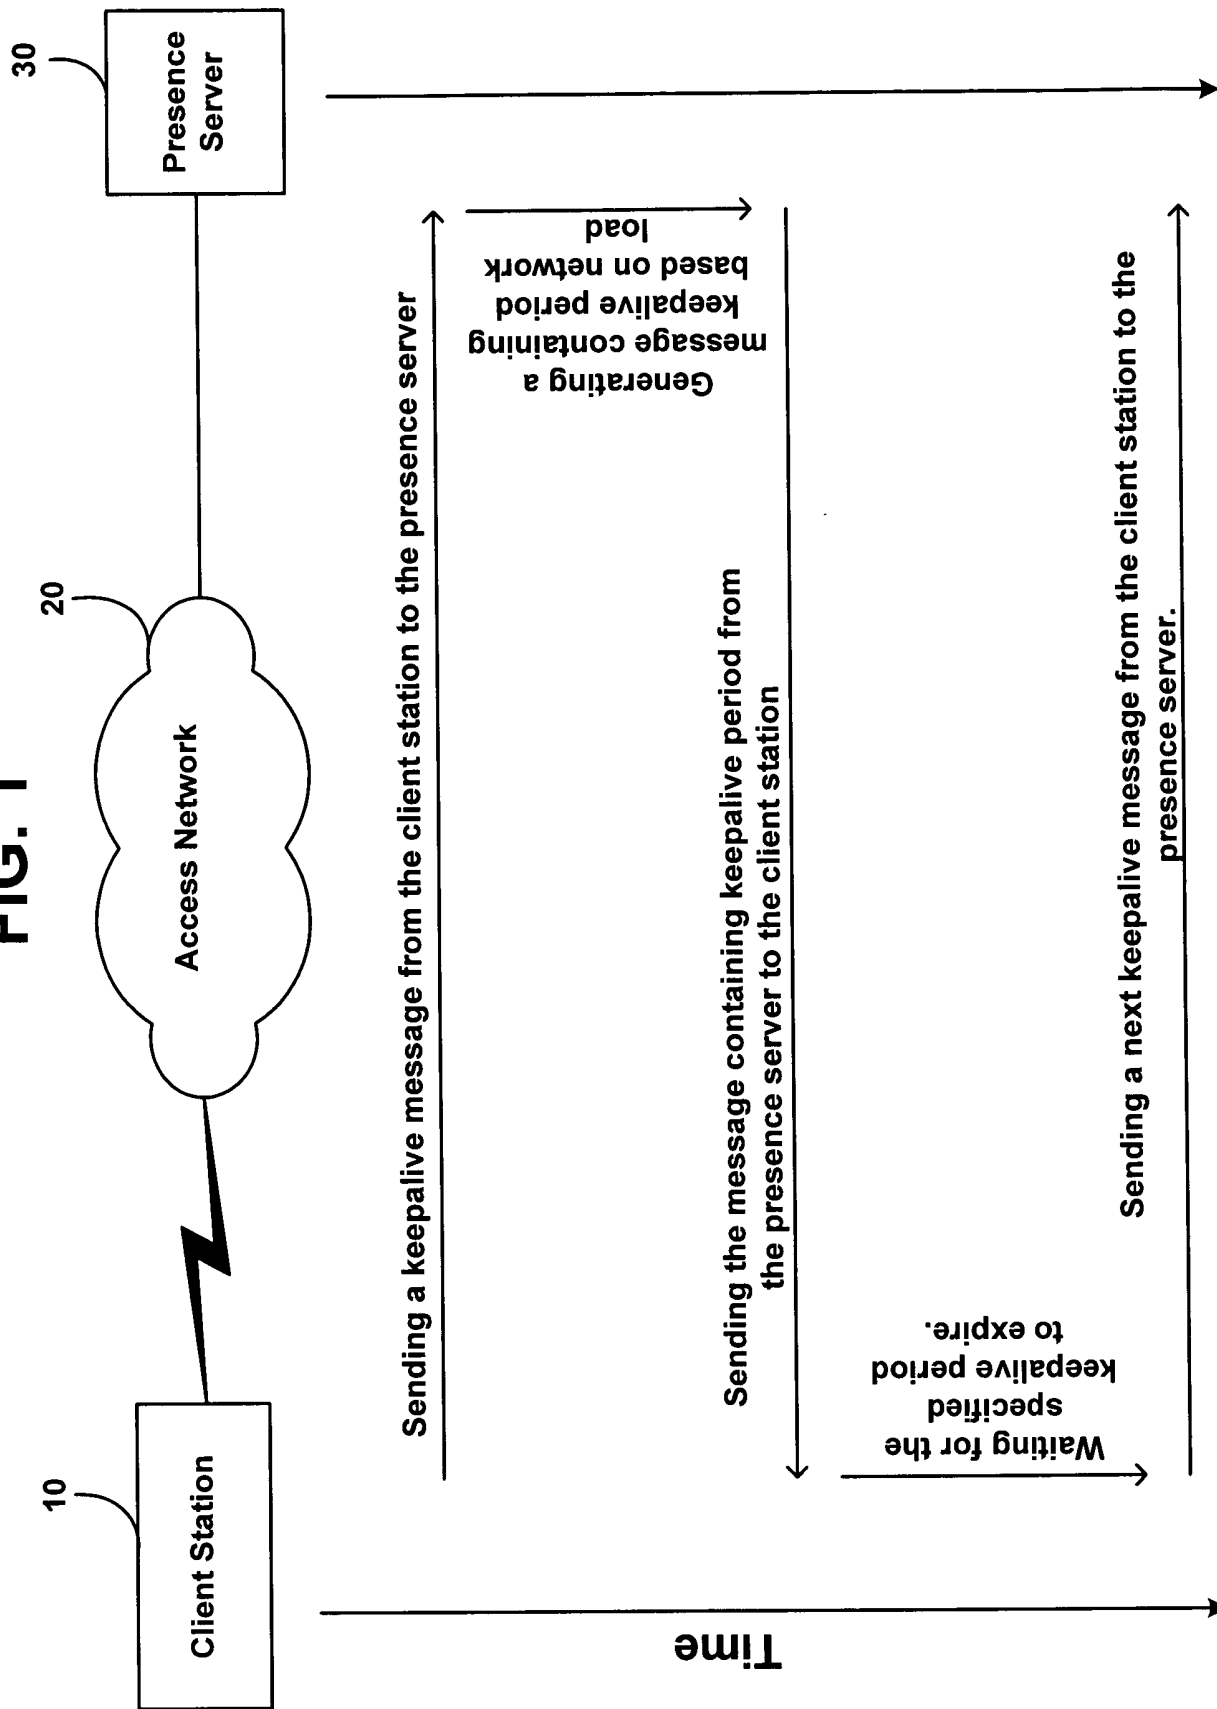 FIG. 1
10
20
30
Client Station
Access Network
Presence
Server
Time
Sending a keepalive message from the client station to the presence server
Generating a
message containing
keepalive period
based on network
load
Sending the message containing keepalive period from
the presence server to the client station
Waiting for the
specified
keepalive period
to expire.
Sending a next keepalive message from the client station to the
presence server.